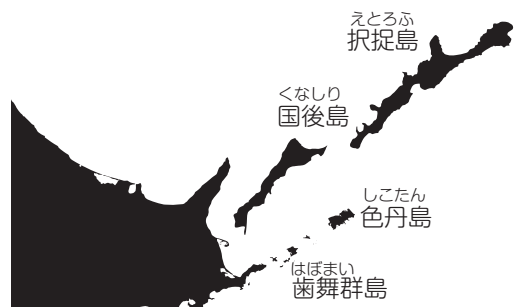 えとろふ
択捉島
くなしり
国後島
しこたん
色丹島
はぼまい
歯舞群島